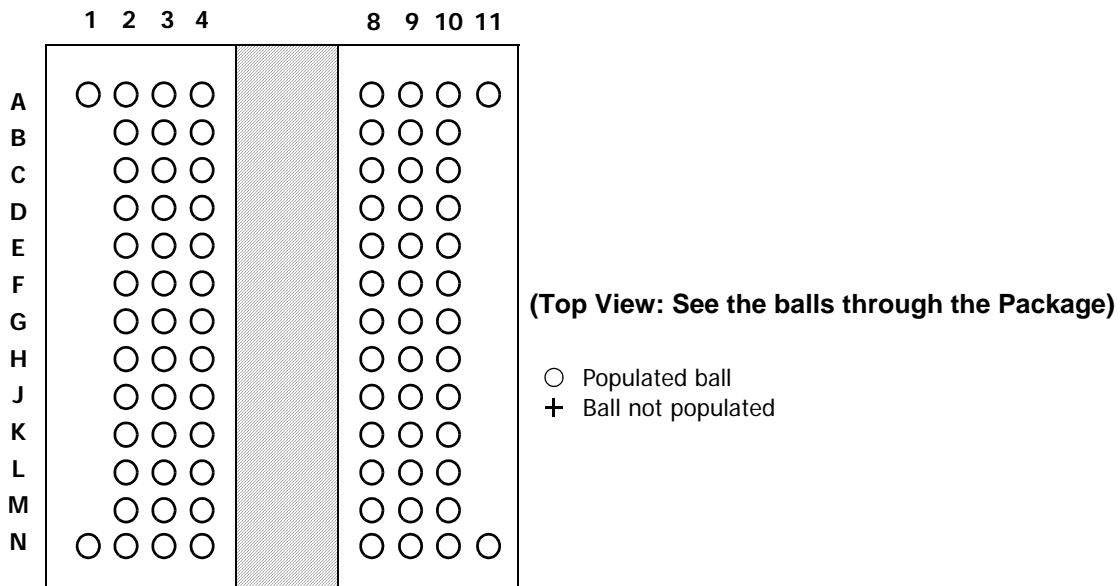 1 2 3 4 8 9 10 11
A
B
C
D
E
F
G
H
J
K
L
M
N
(Top View: See the balls through the Package)
Populated ball
Ball not populated